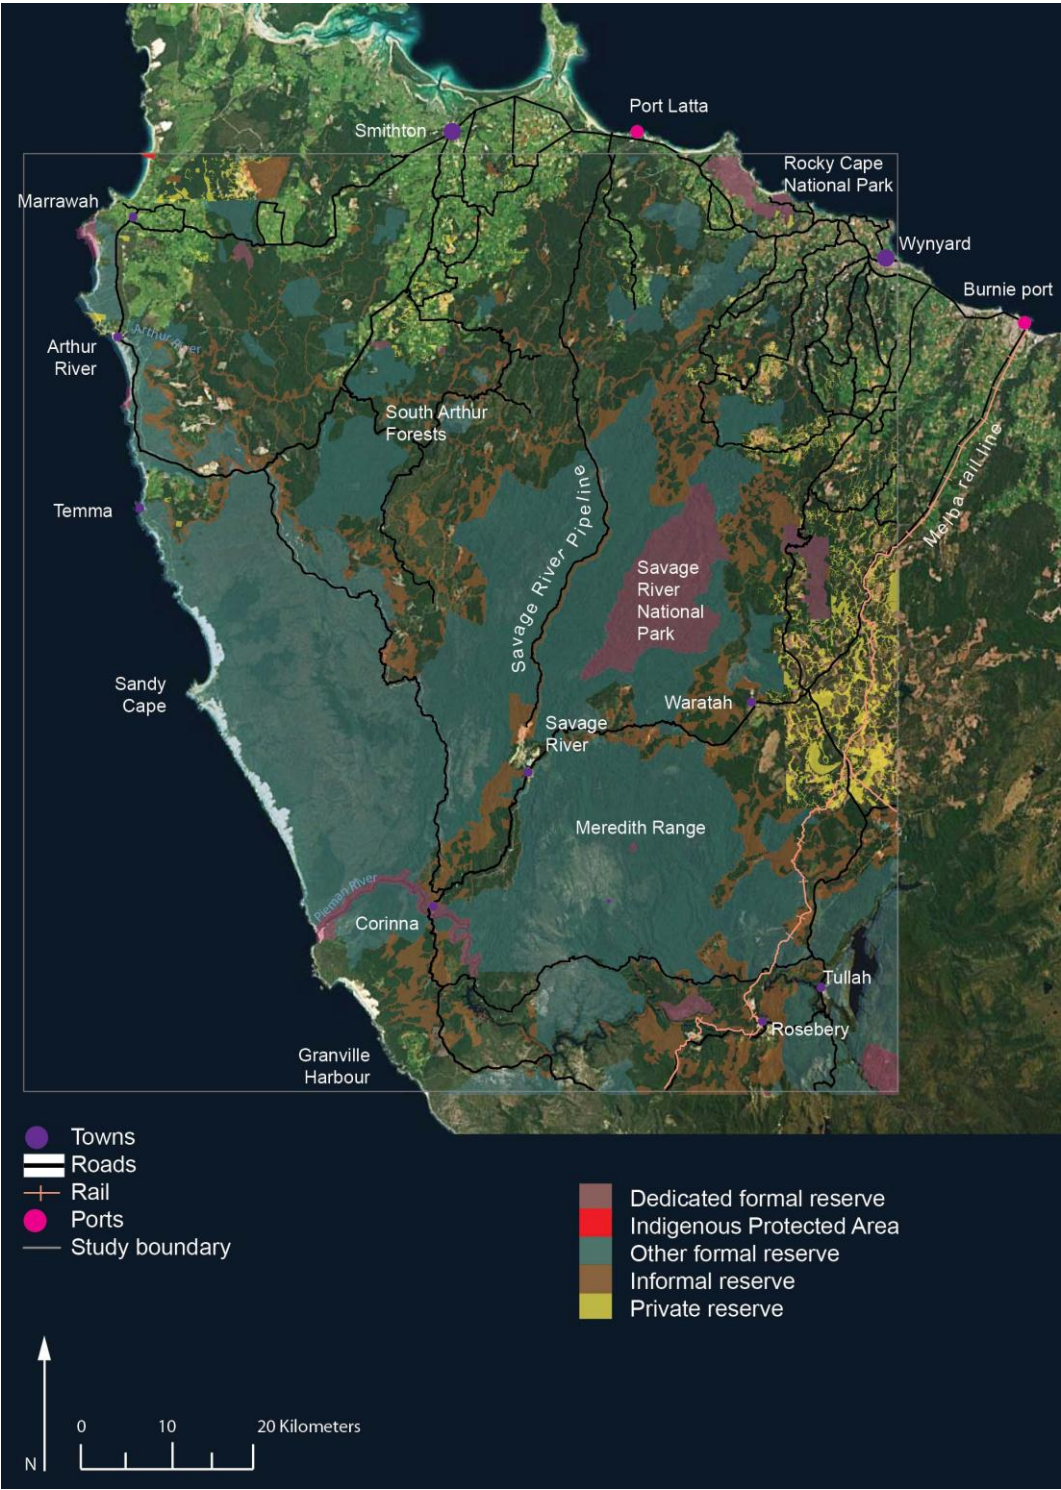 Port Latta
Smithton
Rocky Cape
National Park
Marrawah
Wynyard
Burnie port
Arthur River
Arthur
River
South Arthur
Forests
Melba rail line
Savage River Pipeline
Temma
Savage
River
National
Park
Sandy
Cape
Waratah
Savage
River
Meredith Range
Pieman River
Corinna
Tullah
Rosebery
Granville
Harbour
Towns
Roads
Rail
Ports
Study boundary
Dedicated formal reserve
Indigenous Protected Area
Other formal reserve
Informal reserve
Private reserve
0 10 20 Kilometers
N